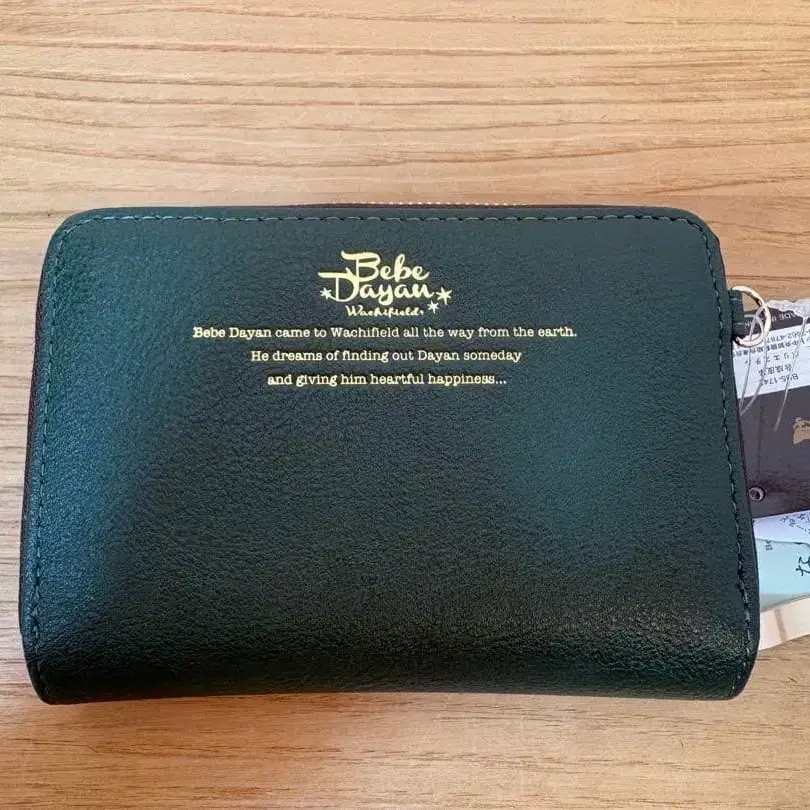 Bebe
Dayan
Wachifield
Bebe Dayan came to Wachifield all the way from the earth.
He dreams of finding out Dayan someday
and giving him heartful happiness...